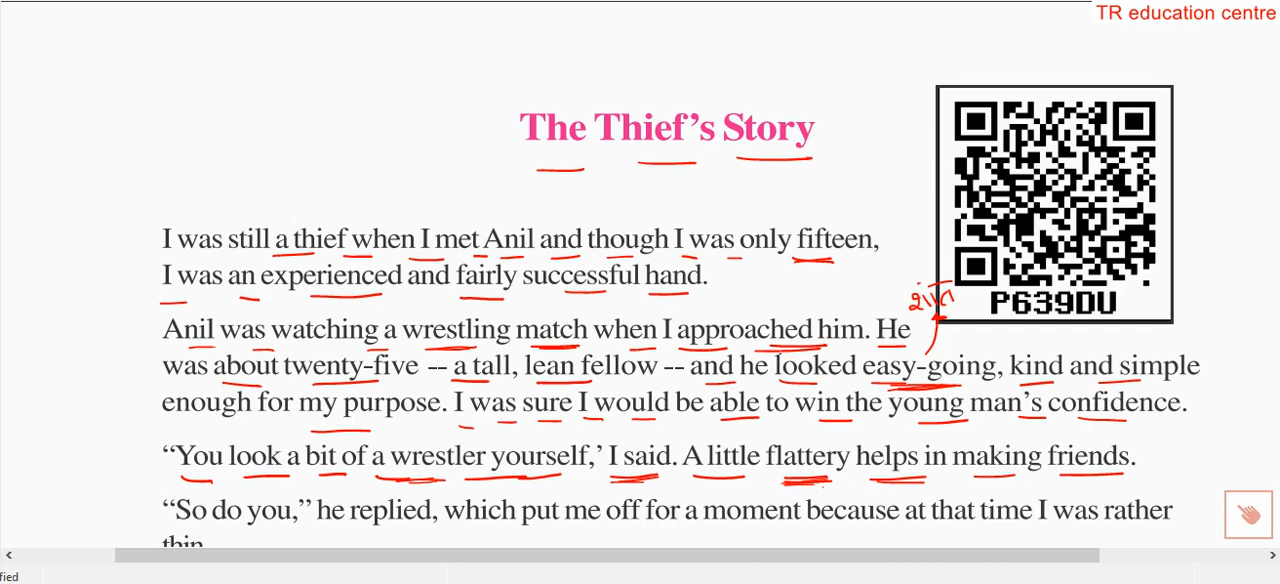 TR education centre
The Thief's Story
P639DU
I was still a thief when I met Anil and though I was only fifteen,
I was an experienced and fairly successful hand.
શાંત
Anil was watching a wrestling match when I approached him. He
was about twenty-five -- a tall, lean fellow -- and he looked easy-going, kind and simple
enough for my purpose. I was sure I would be able to win the young man's confidence.
“You look a bit of a wrestler yourself,’ I said. A little flattery helps in making friends.
“So do you,” he replied, which put me off for a moment because at that time I was rather
thin
fied